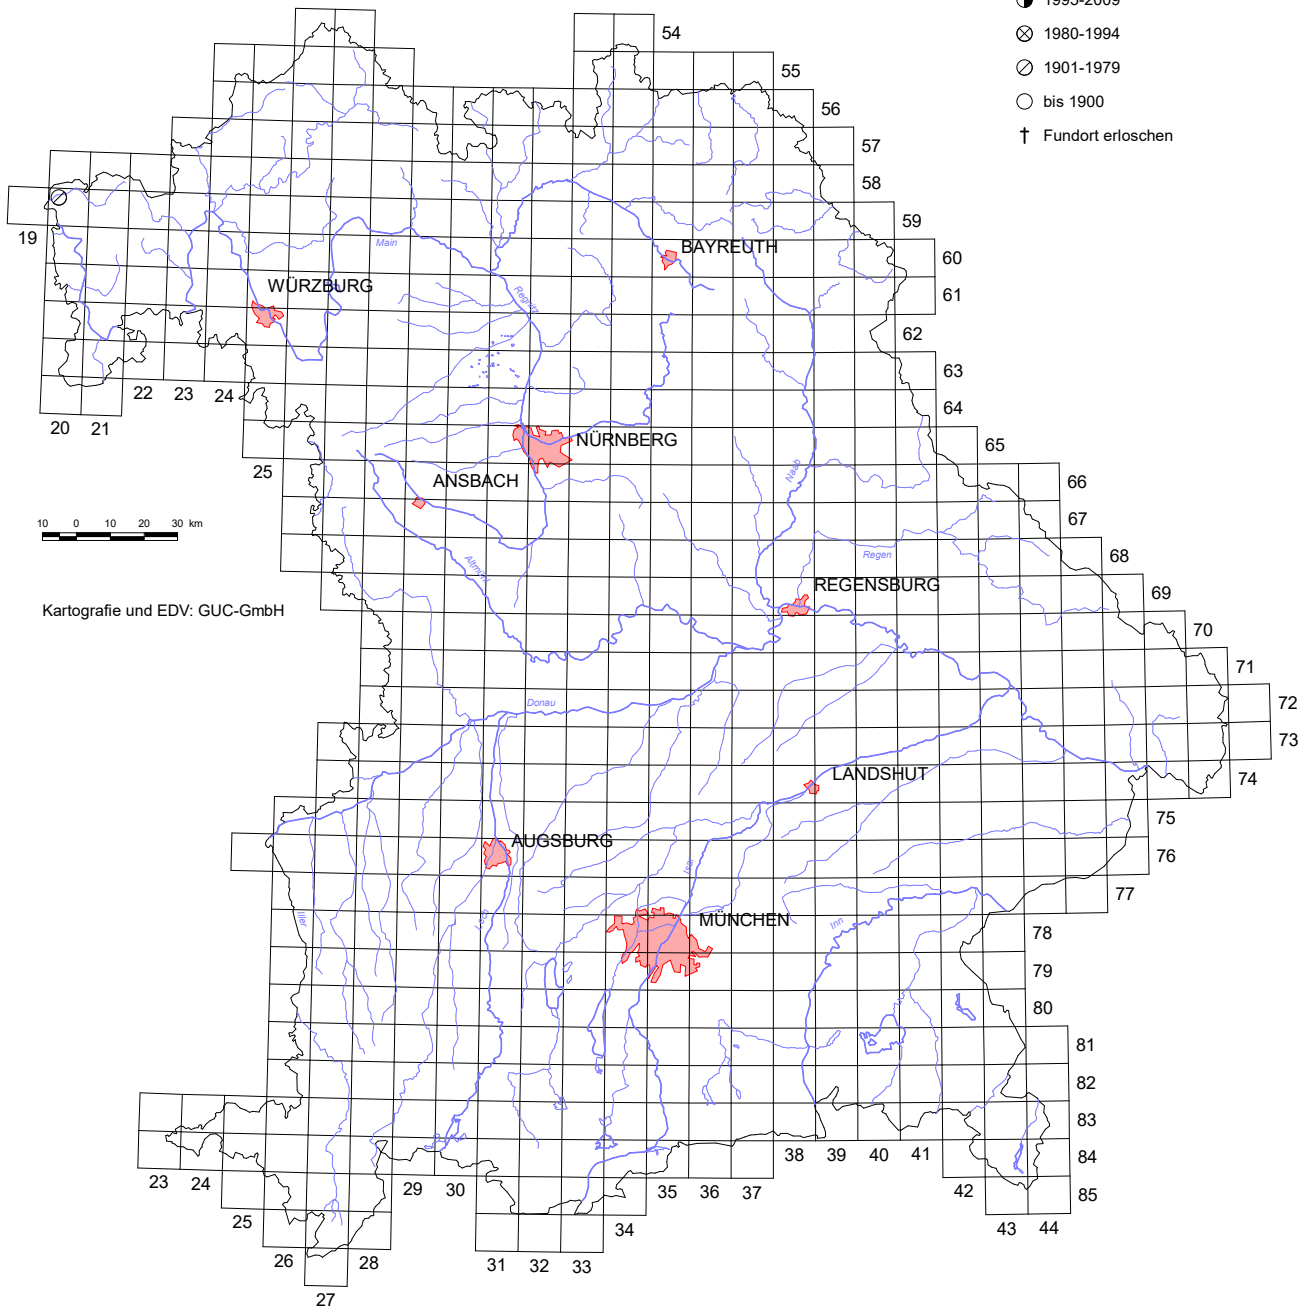 1995-2009
54
1980-1994
55
1901-1979
56
bis 1900
57
† Fundort erloschen
58
59
19
Main
BAYREUTH
60
WÜRZBURG
61
Regnitz
62
63
22 23 24
64
20 21
NÜRNBERG
65
25
ANSBACH
Naab
66
67
10 0 10 20 30 km
68
Regen
Altmühl
REGENSBURG
69
Kartografie und EDV: GUC-GmbH
70
71
72
Donau
73
LANDSHUT
74
75
AUGSBURG
76
Isar
77
Iller
Lech
MÜNCHEN
Inn
78
79
80
81
82
83
84
23 24
29 30
35 36 37
38 39 40 41
42
85
25
34
43 44
26
28
31 32 33
27